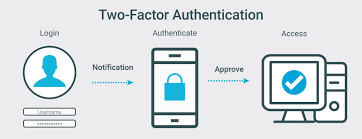 Two-Factor Authentication
Login
Authenticate
Access
Notification
Approve
Username
***********